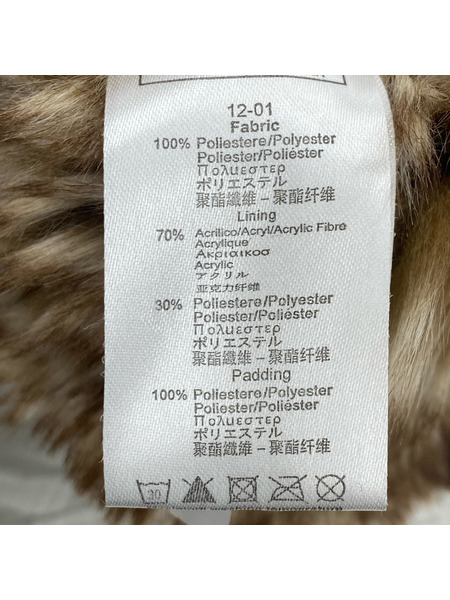 12-01
Fabric
100% Poliestere/Polyester
Poliester/Poliéster
Πολμεστερ
ポリエステル
聚酯纖維 – 聚酯纤维
Lining
70% Acrilico/Acryl/Acrylic Fibre
Acrylique
Ακριαικοσ
Acrylic
アクリル
亚克力纤维
30% Poliestere/Polyester
Poliester/Poliéster
Πολμεστερ
ポリエステル
聚酯纖維 – 聚酯纤维
Padding
100% Poliestere/Polyester
Poliester/Poliéster
Πολμεστερ
ポリエステル
聚酯纖維 – 聚酯纤维
30